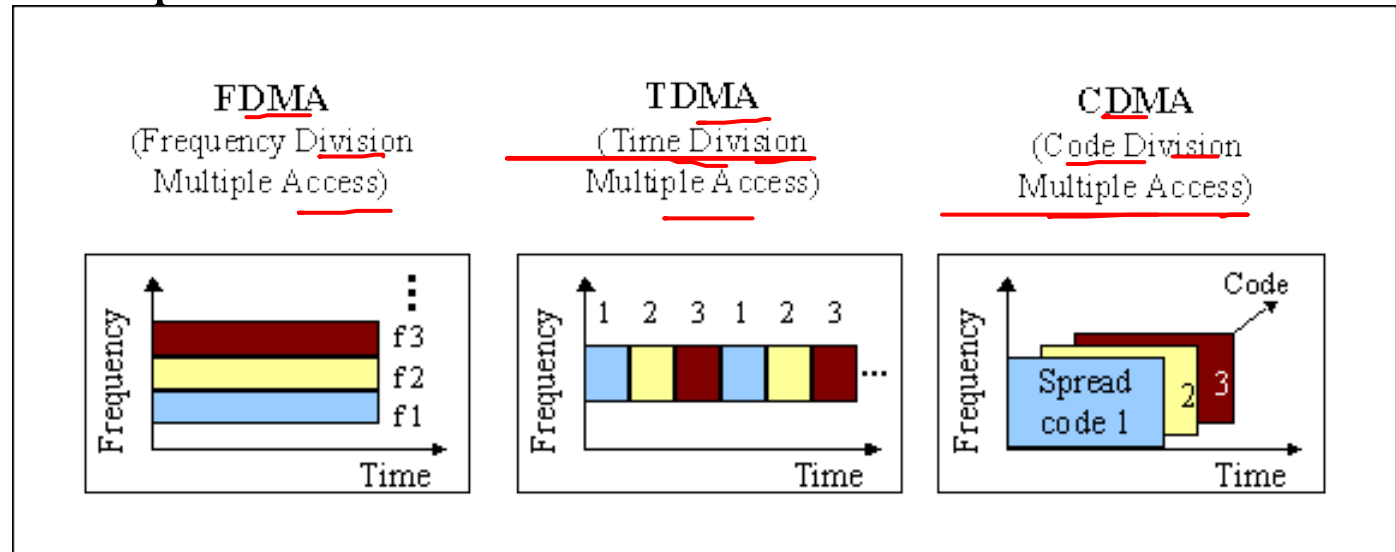 FDMA
(Frequency Division
Multiple Access)
TDMA
(Time Division
Multiple Access)
CDMA
(Code Division
Multiple Access)
Frequency
f3
f2
f1
Time
Frequency
1 2 3 1 2 3
...
Time
Frequency
Code
Spread
code 1
2
3
Time